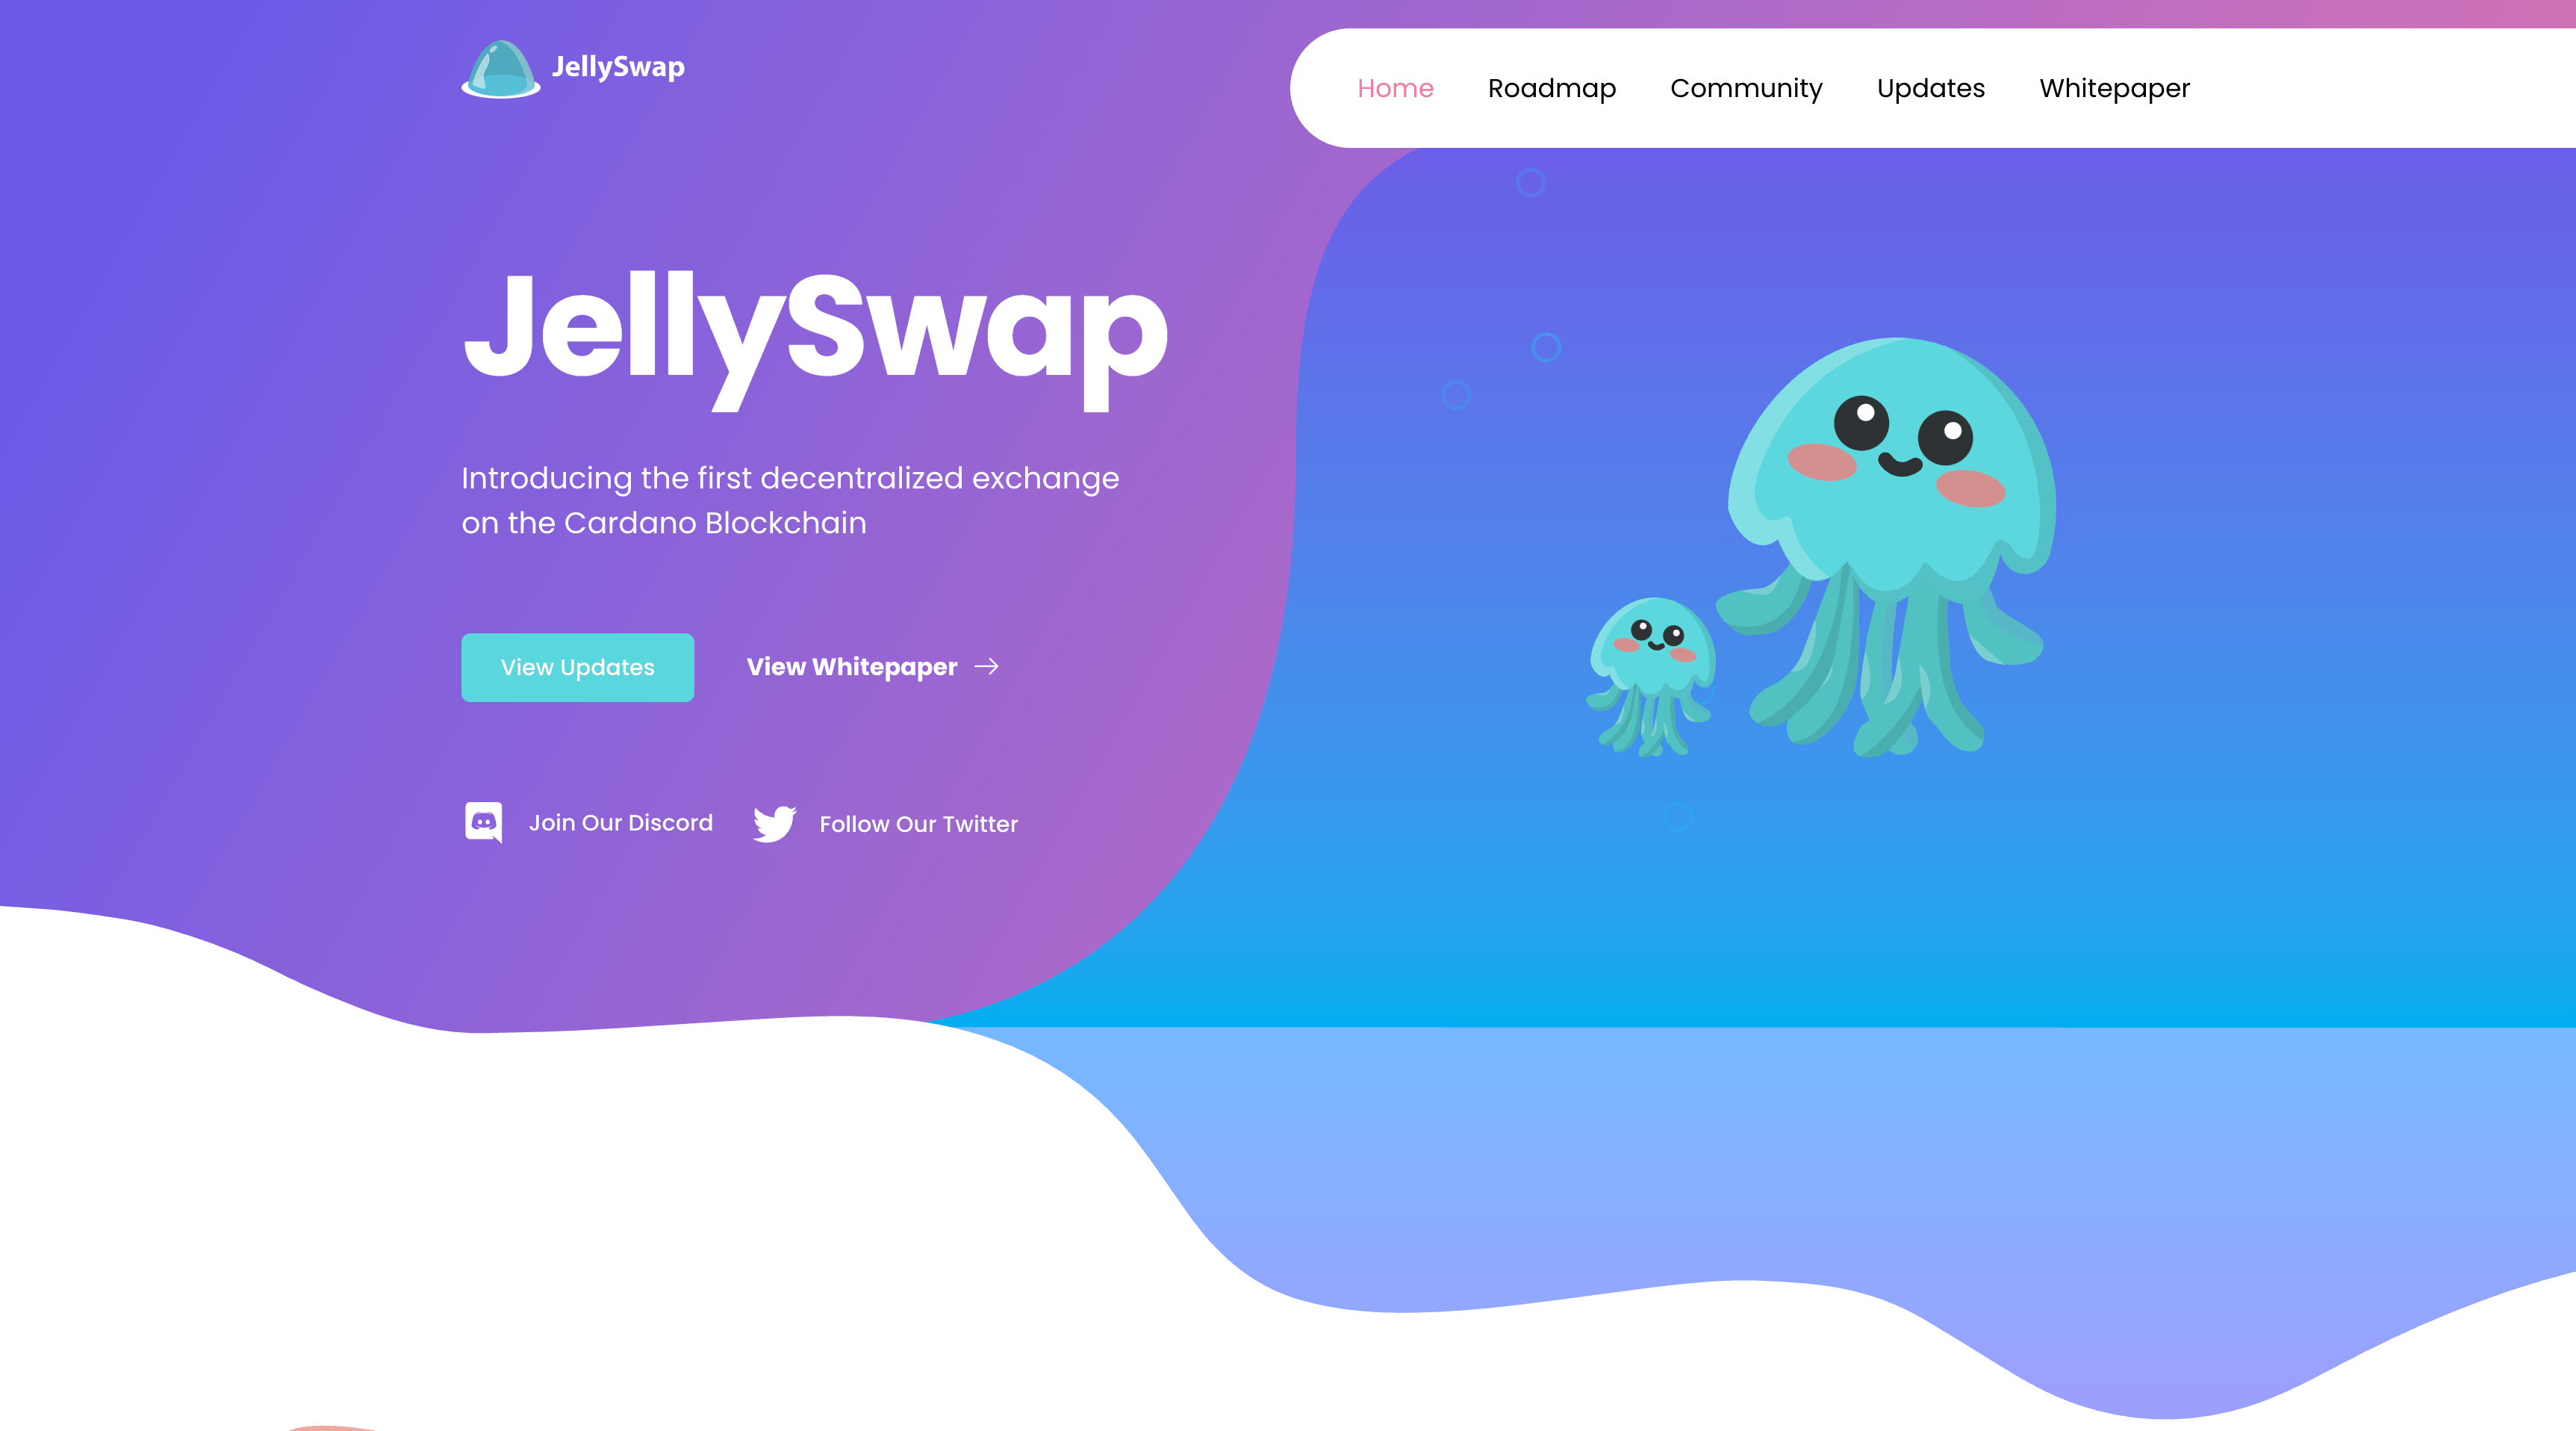 JellySwap
Home Roadmap Community Updates Whitepaper
JellySwap
Introducing the first decentralized exchange
on the Cardano Blockchain
View Updates View Whitepaper →
Join Our Discord Follow Our Twitter